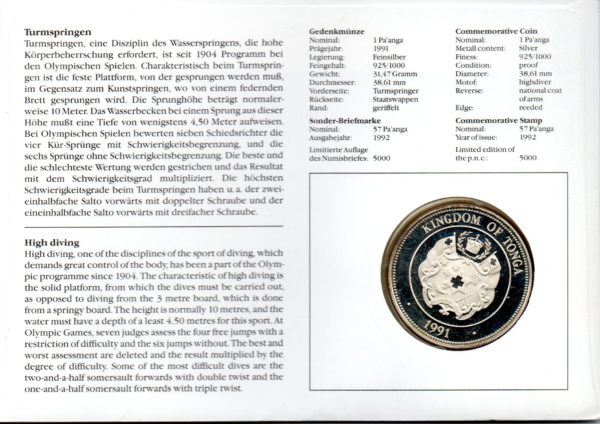 Turmspringen
Turmspringen, eine Disziplin des Wasserspringens, die hohe
Körperbeherrschung erfordert, ist seit 1904 Programm bei
den Olympischen Spielen. Charakteristisch beim Turmsprin-
gen ist die feste Plattform, von der gesprungen werden muß,
im Gegensatz zum Kunstspringen, wo von einem federnden
Brett gesprungen wird. Die Sprunghöhe beträgt normaler-
weise 10 Meter. Das Wasserbecken bei einem Sprung aus dieser
Höhe mußt eine Tiefe von wenigstens 4,50 Meter aufweisen.
Bei Olympischen Spielen bewerten sieben Schiedsrichter die
vier Kür-Sprünge mit Schwierigkeitsbegrenzung, und die
sechs Sprünge ohne Schwierigkeitsbegrenzung. Die beste und
die schlechteste Wertung werden gestrichen und das Resultat
mit dem Schwierigkeitsgrad multipliziert. Die höchsten
Schwierigkeitsgrade beim Turmspringen haben u. a. der zwei-
einhalbfache Salto vorwärts mit doppelter Schraube und der
eineinhalbfache Salto vorwärts mit dreifacher Schraube.
High diving
High diving, one of the disciplines of the sport of diving, which
demands great control of the body, has been a part of the Olym-
pic programme since 1904. The characteristic of high diving is
the solid platform, from which the dives must be carried out,
as opposed to diving from the 3 metre board, which is done
from a springy board. The height is normally 10 metres, and the
water must have a depth of a least 4.50 metres for this sport. At
Olympic Games, seven judges assess the four free jumps with a
restriction of difficulty and the six jumps without. The best and
worst assessment are deleted and the result multiplied by the
degree of difficulty. Some of the most difficult dives are the
two-and-a-half somersault forwards with double twist and the
one-and-a-half somersault forwards with triple twist.
Gedenkmünze
Nominal: 1 Pa'anga
Prägejahr: 1991
Legierung: Feinsilber
Feingehalt: 925/1000
Gewicht: 31,47 Gramm
Durchmesser: 38,61 mm
Vorderseite: Turmspringer
Rückseite: Staatswappen
Rand: geriffelt
Sonder-Briefmarke
Nominal: 57 Pa'anga
Ausgabejahr: 1992
Limitierte Auflage
des Numisbriefes: 5000
Commemorative Coin
Nominal: 1 Pa'anga
Metall content: Silver
Finess: 925/1000
Condition: proof
Diameter: 38,61 mm
Motof: highdiver
Reverse: national coat
of arms
Edge: reeded
Commemorative Stamp
Nominal: 57 Pa'anga
Year of issue: 1992
Limited edition of
the p.n.c.: 5000
KINGDOM OF TONGA
1991